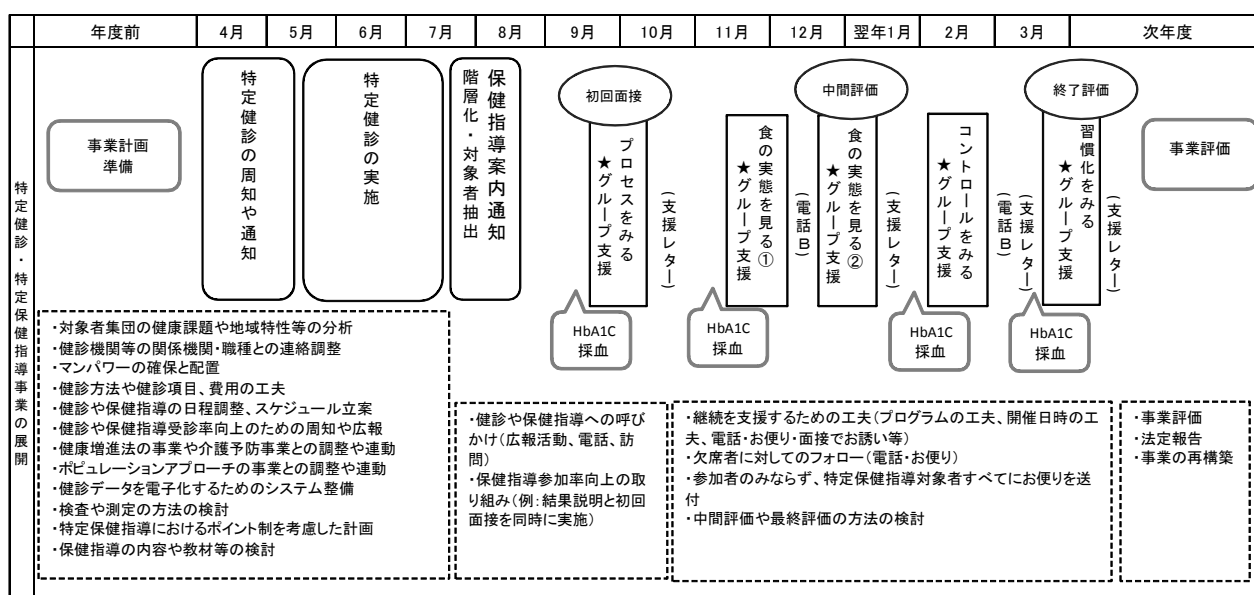 年度前
4月
5月
6月
7月
8月
9月
10月
11月
12月
翌年1月
2月
3月
次年度
特定健診・特定保健指導事業の展開
事業計画
準備
特定健診の周知や通知
特定健診の実施
保健指導案内通知
階層化・対象者抽出
初回面接
プロセスをみる
★グループ支援
(支援レター)
食の実態を見る①
★グループ支援
(電話B)
中間評価
食の実態を見る②
★グループ支援
(支援レター)
コントロールをみる
★グループ支援
(支援レター)
(電話B)
終了評価
習慣化をみる
★グループ支援
(支援レター)
事業評価
HbA1C
採血
HbA1C
採血
HbA1C
採血
HbA1C
採血
・対象者集団の健康課題や地域特性等の分析
・健診機関等の関係機関・職種との連絡調整
・マンパワーの確保と配置
・健診方法や健診項目、費用の工夫
・健診や保健指導の日程調整、スケジュール立案
・健診や保健指導受診率向上のための周知や広報
・健康増進法の事業や介護予防事業との調整や連動
・ポピュレーションアプローチの事業との調整や連動
・健診データを電子化するためのシステム整備
・検査や測定の方法の検討
・特定保健指導におけるポイント制を考慮した計画
・保健指導の内容や教材等の検討
・健診や保健指導への呼び
かけ(広報活動、電話、訪
問)
・保健指導参加率向上の取
り組み(例:結果説明と初回
面接を同時に実施)
・継続を支援するための工夫(プログラムの工夫、開催日時の工
夫、電話・お便り・面接でお誘い等)
・欠席者に対してのフォロー(電話・お便り)
・参加者のみならず、特定保健指導対象者すべてにお便りを送
付
・中間評価や最終評価の方法の検討
・事業評価
・法定報告
・事業の再構築